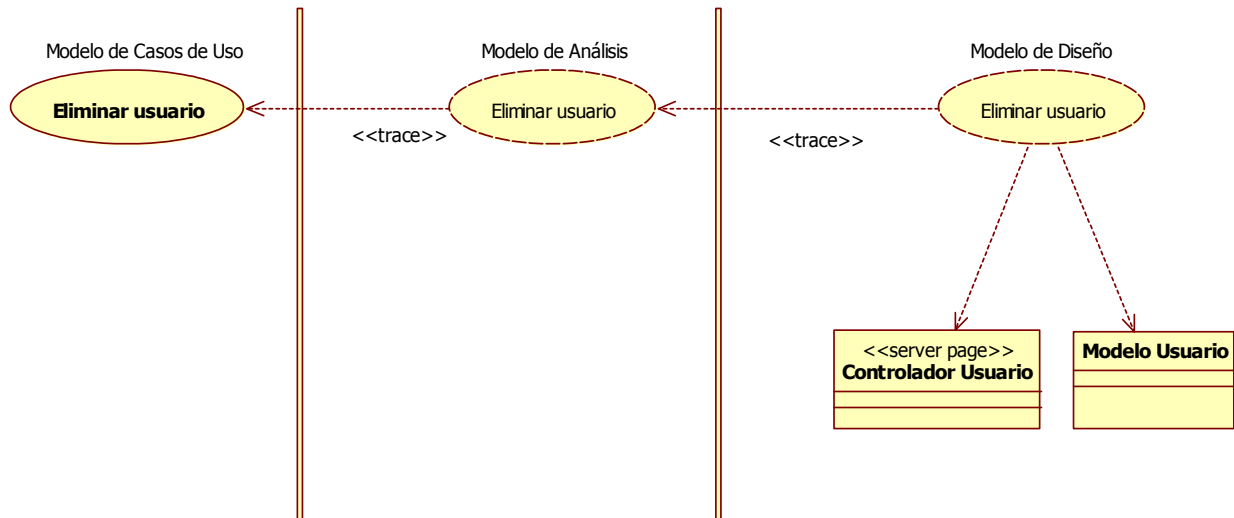 Modelo de Casos de Uso
Modelo de Análisis
Modelo de Diseño
Eliminar usuario
Eliminar usuario
Eliminar usuario
<<trace>>
<<trace>>
<<server page>>
Controlador Usuario
Modelo Usuario